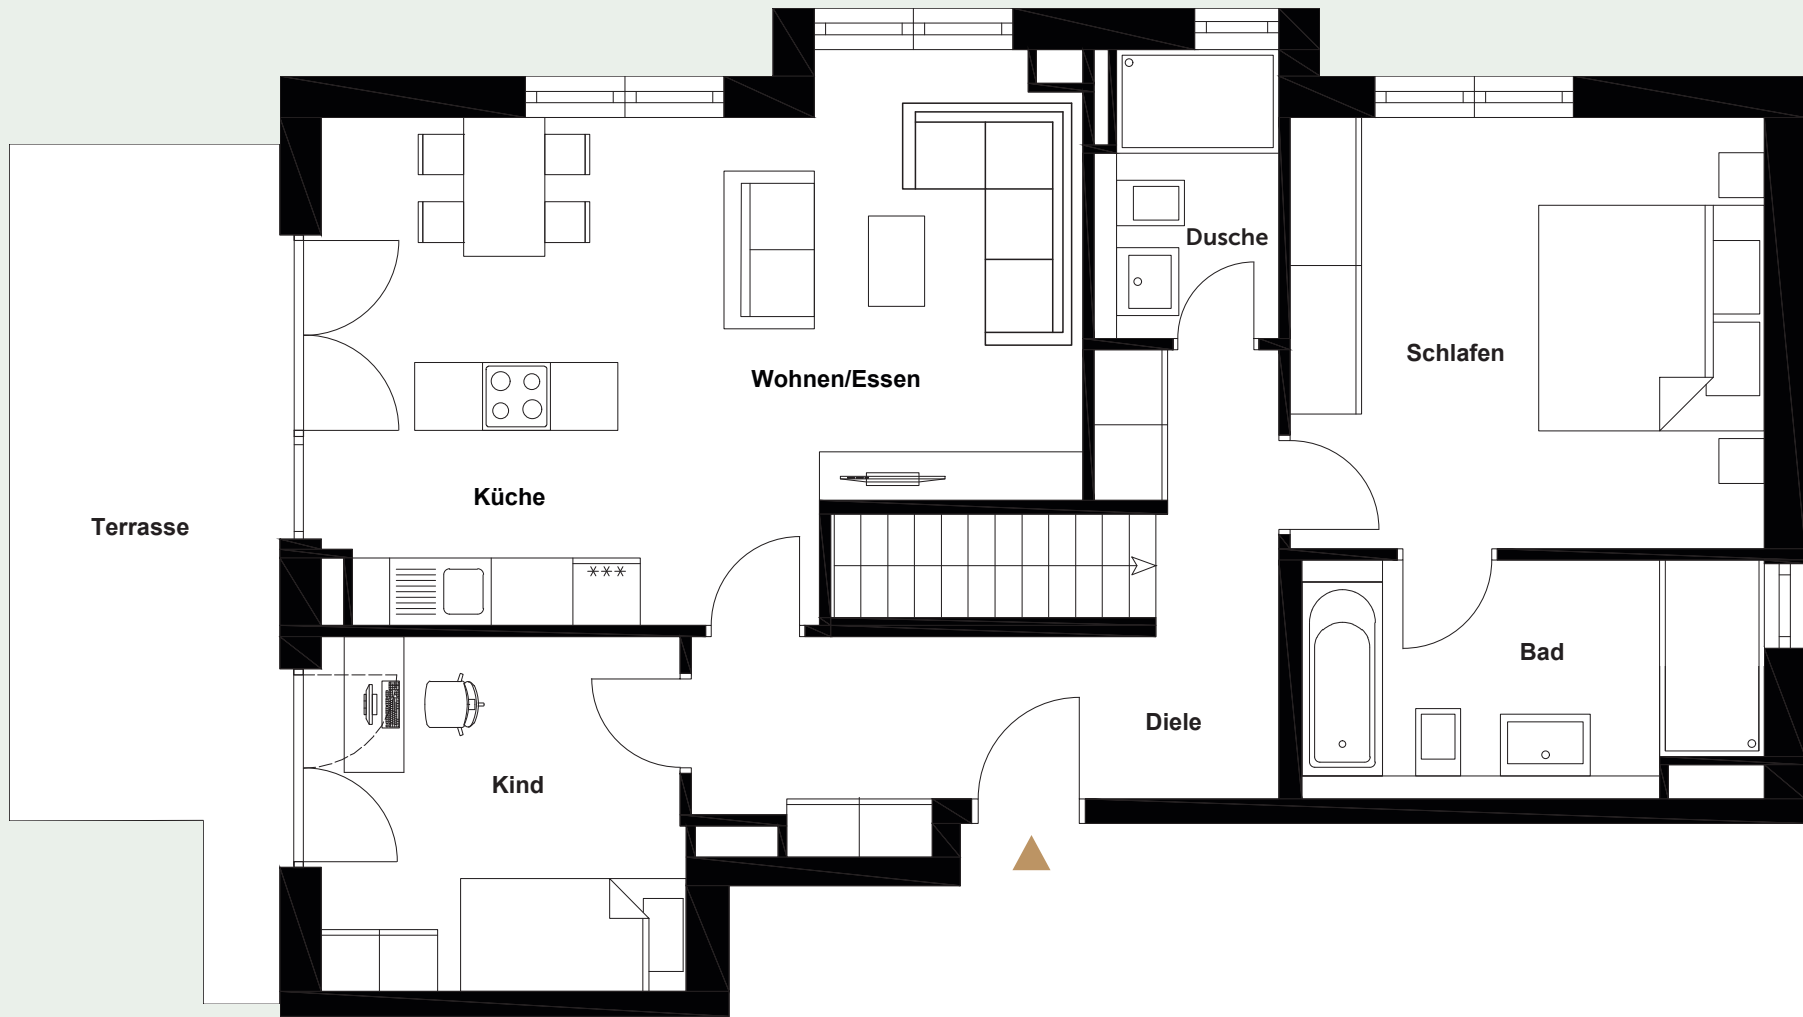 Dusche
Schlafen
Wohnen/Essen
Küche
Terrasse
Bad
Diele
Kind